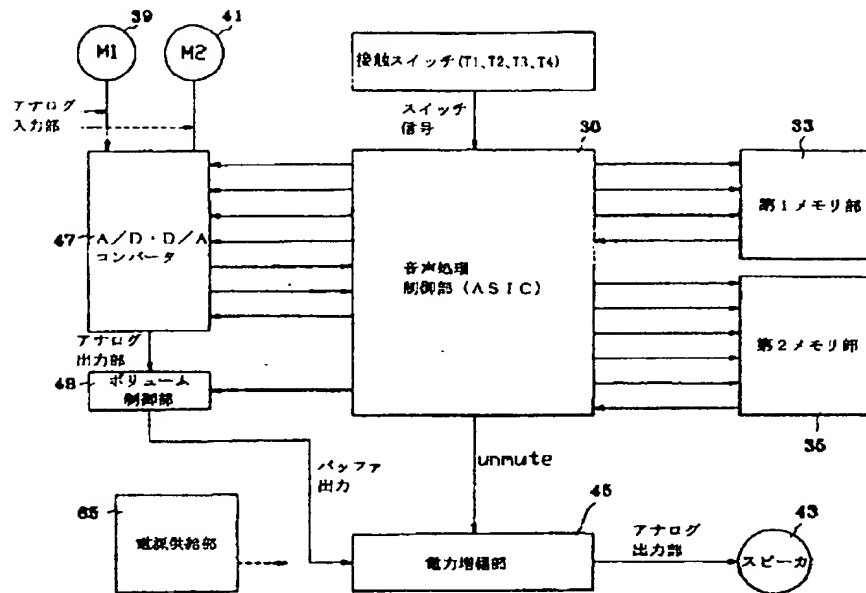 39
41
M1
M2
接触スイッチ(T1、T2、T3、T4)
アナログ
入力部
スイッチ
信号
30
33
47
A/D・D/A
コンバータ
音声処理
制御部(ASIC)
第1メモリ部
第2メモリ部
35
アナログ
出力部
48
ボリューム
制御部
バッファ
出力
unmute
65
電源供給部
45
電力増幅部
アナログ
出力部
43
スピーカ